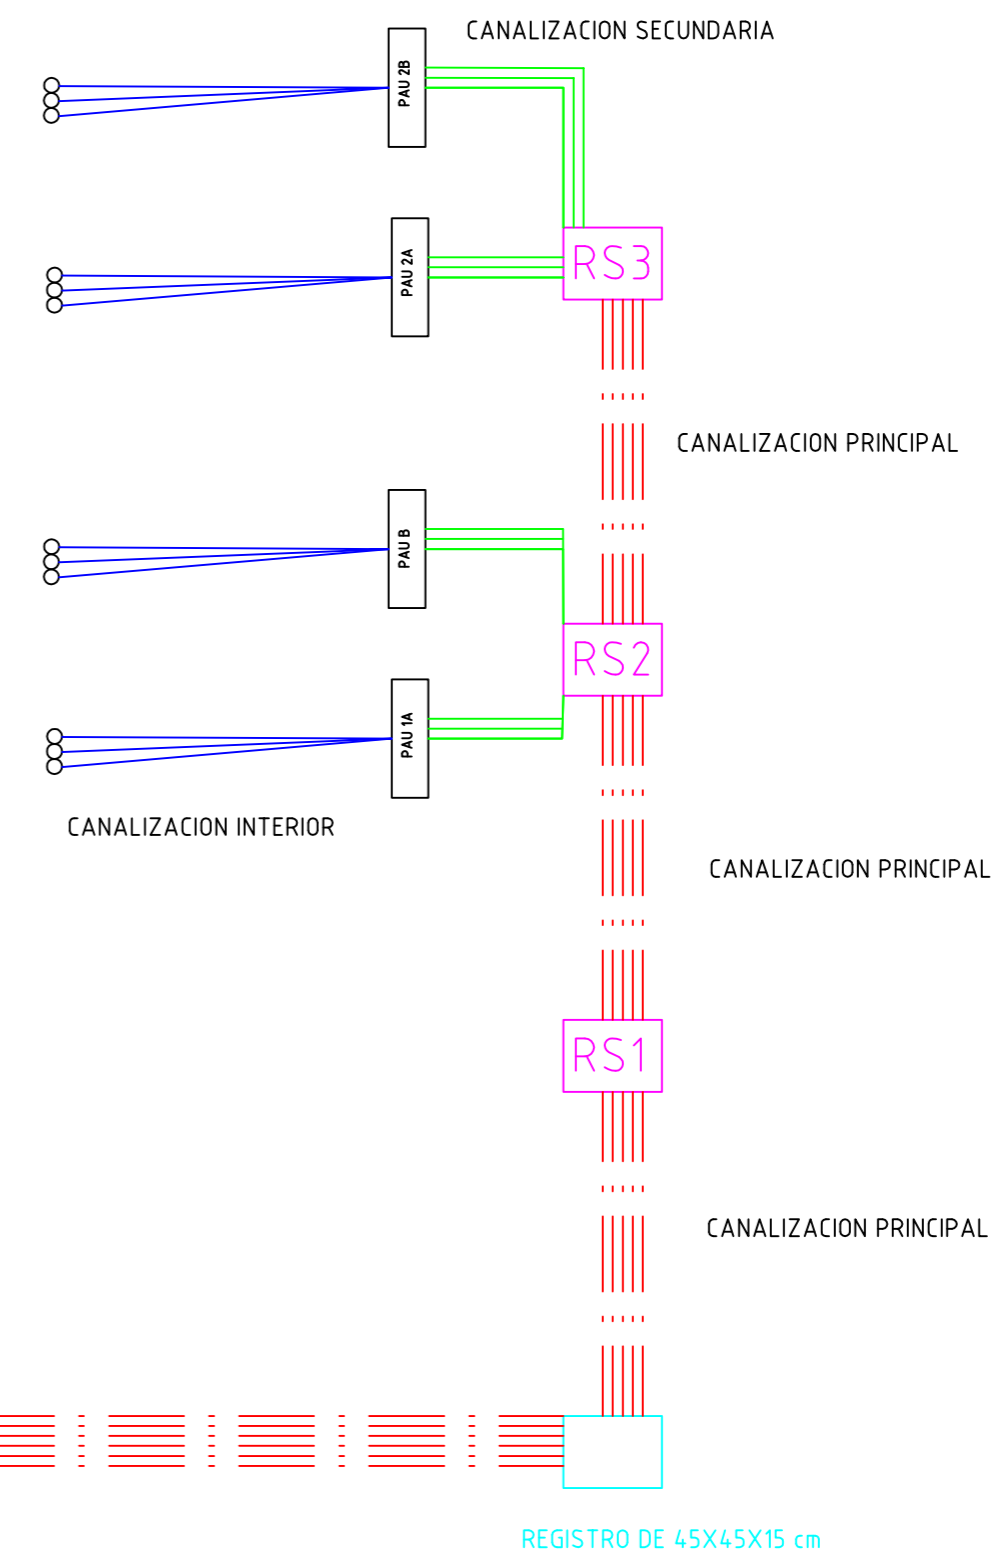 CANALIZACION SECUNDARIA
PAU 2B
PAU 2A
RS3
CANALIZACION PRINCIPAL
PAU B
RS2
PAU 1A
CANALIZACION INTERIOR
CANALIZACION PRINCIPAL
RS1
CANALIZACION PRINCIPAL
REGISTRO DE 45X45X15 cm